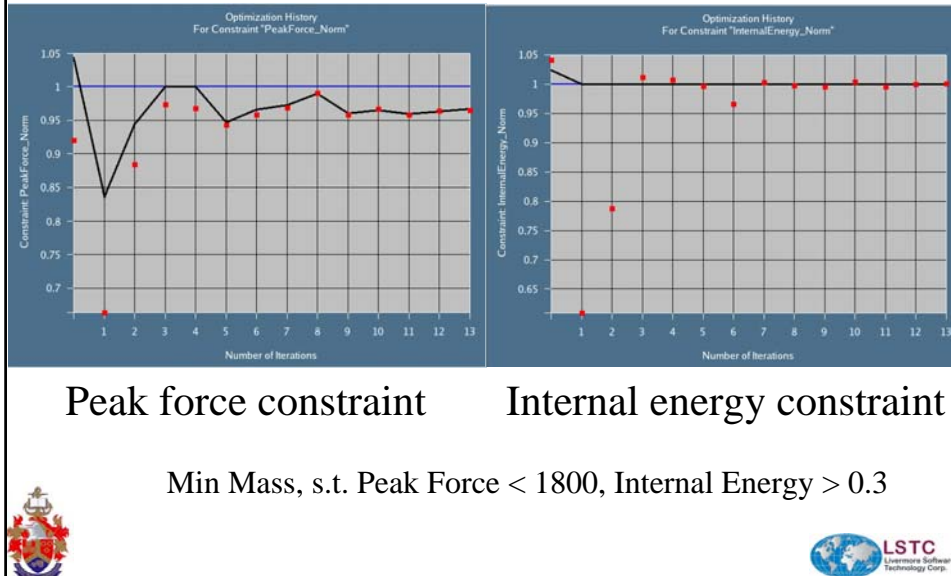 Optimization History
For Constraint "PeakForce_Norm"
1.05
1
0.95
0.9
0.85
0.8
0.75
0.7
Constraint: PeakForce_Norm
1 2 3 4 5 6 7 8 9 10 11 12 13
Number of Iterations
Optimization History
For Constraint "InternalEnergy_Norm"
1.05
1
0.95
0.9
0.85
0.8
0.75
0.7
0.65
Constraint: InternalEnergy_Norm
1 2 3 4 5 6 7 8 9 10 11 12 13
Number of Iterations
Peak force constraint
Internal energy constraint
Min Mass, s.t. Peak Force < 1800, Internal Energy > 0.3
LSTC
Livermore Software
Technology Corp.